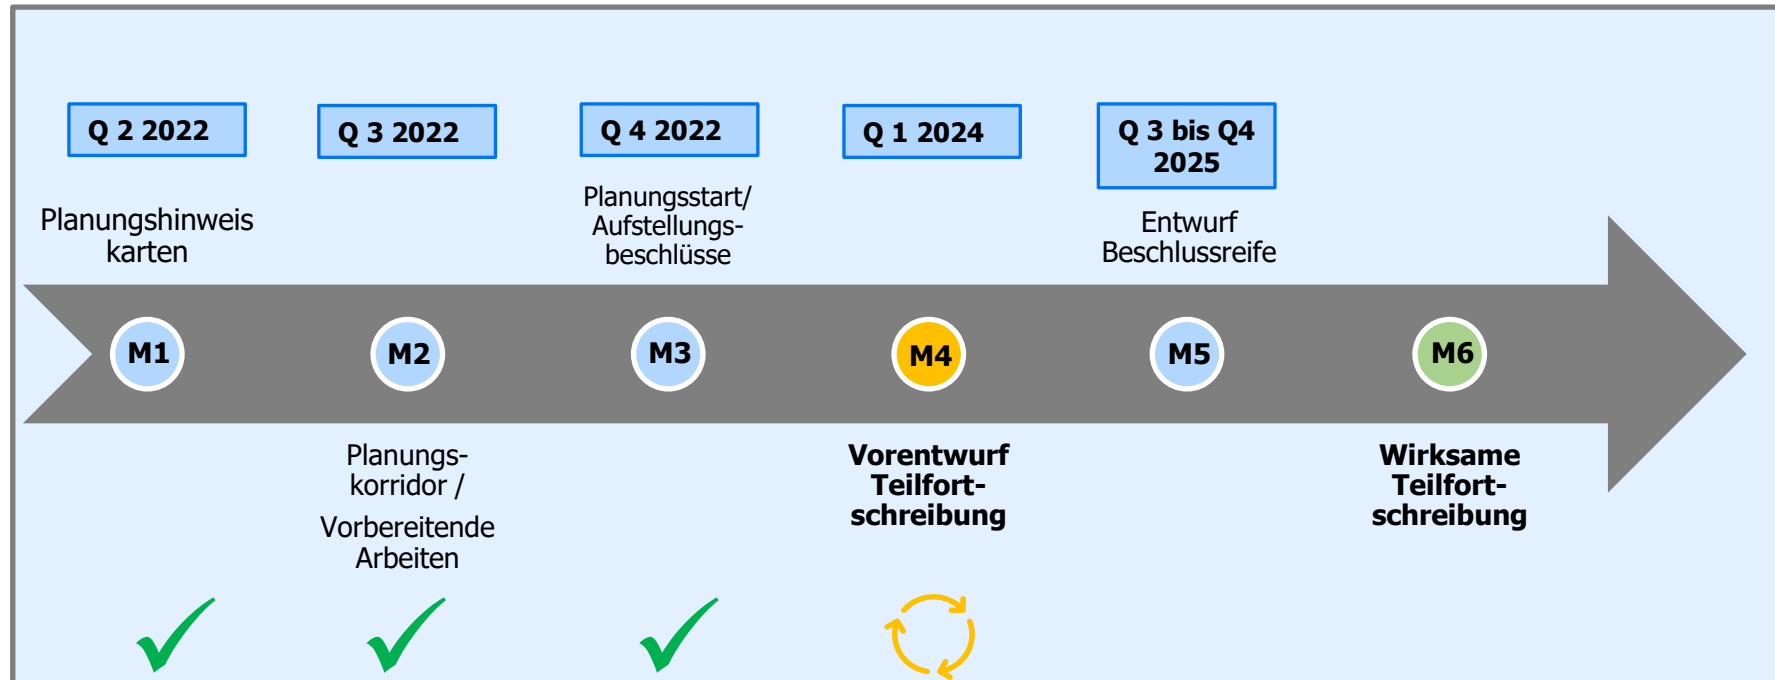 Q 2 2022
Q 3 2022
Q 4 2022
Q 1 2024
Q 3 bis Q4
2025
Planungshinweis
karten
Planungsstart/
Aufstellungs-
beschlüsse
Entwurf
Beschlussreife
M1
M2
M3
M4
M5
M6
Planungs-
korridor /
Vorbereitende
Arbeiten
Vorentwurf
Teilfort-
schreibung
Wirksame
Teilfort-
schreibung